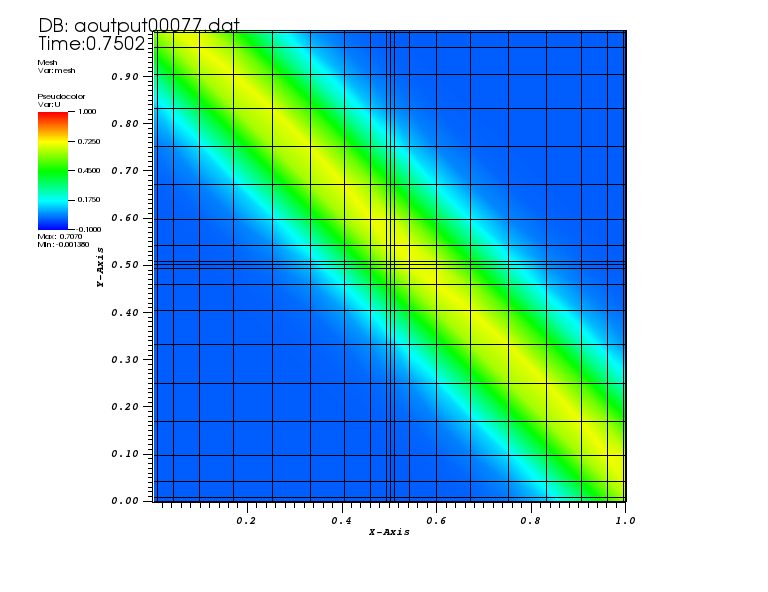 DB: aoutput00077.dat
Time:0.7502
Mesh
Var: mesh
Pseudocolor
Var: U
1.000
0.7250
0.4500
0.1750
-0.1000
Max: 0.7070
Min: -0.001380
Y-Axis
0.90
0.80
0.70
0.60
0.50
0.40
0.30
0.20
0.10
0.00
0.2 0.4 0.6 0.8 1.0
X-Axis